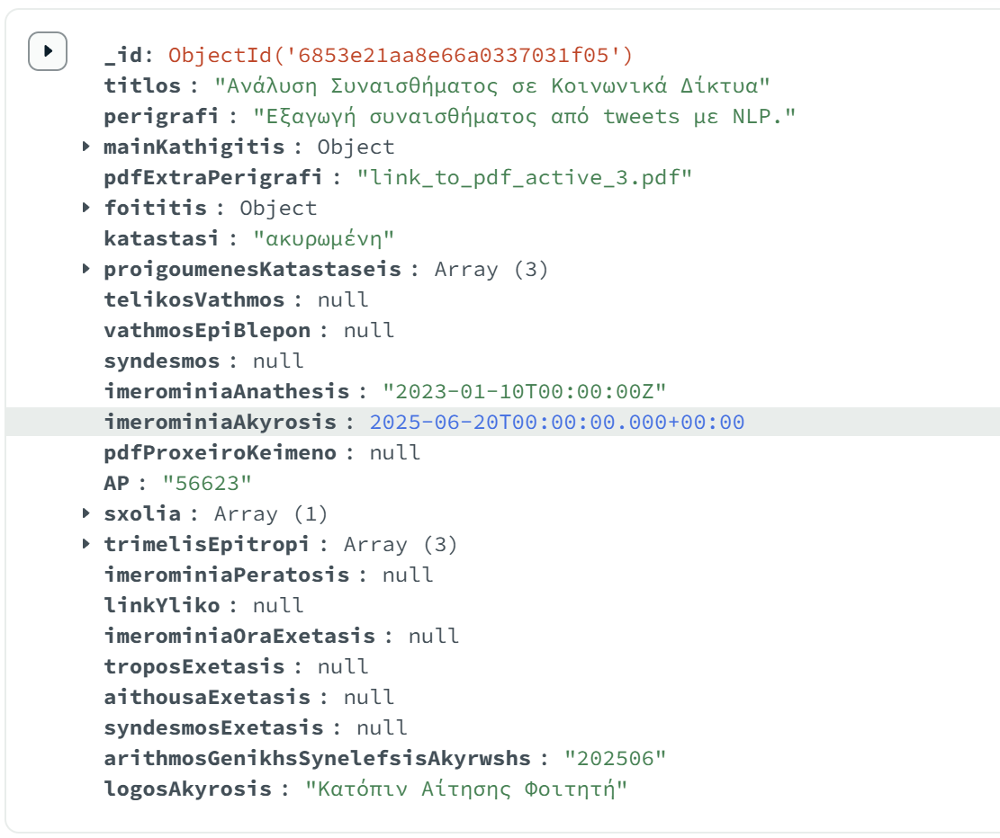 _id: ObjectId('6853e21aa8e66a0337031f05')
titlos : "Ανάλυση Συναισθήματος σε Κοινωνικά Δίκτυα"
perigrafi : "Εξαγωγή συναισθήματος από tweets με NLP."
mainKathigitis : Object
pdfExtraPerigrafi : "link_to_pdf_active_3.pdf"
foititis : Object
katastasi : "ακυρωμένη"
proigoumenesKatastaseis : Array (3)
telikosVathmos : null
vathmosEpiBlepon : null
syndesmos : null
imerominiaAnathesis : "2023-01-10T00:00:00Z"
imerominiaAkyrosis : 2025-06-20T00:00:00.000+00:00
pdfProxeiroKeimeno : null
AP : "56623"
sxolia : Array (1)
trimelisEpitropi : Array (3)
imerominiaPeratosis : null
linkYliko : null
imerominiaOraExetasis : null
troposExetasis : null
aithousaExetasis : null
syndesmosExetasis : null
arithmosGenikhsSynelefsisAkyrwshs : "202506"
logosAkyrosis : "Κατόπιν Αίτησης Φοιτητή"